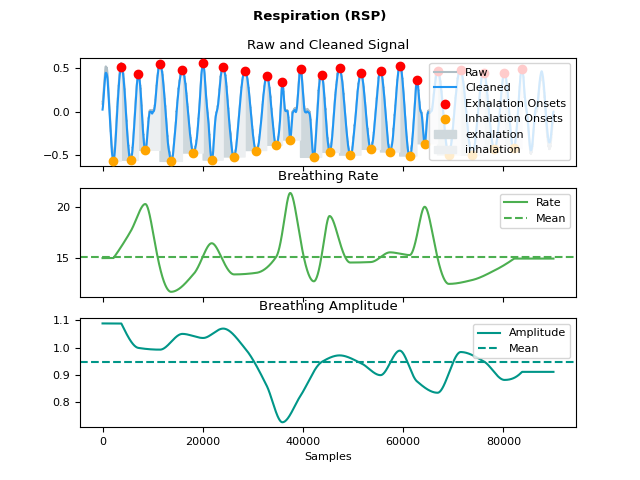 Respiration (RSP)
Raw and Cleaned Signal
0.5
0.0
−0.5
Raw
Cleaned
Exhalation Onsets
Inhalation Onsets
exhalation
inhalation
Breathing Rate
20
15
Rate
Mean
Breathing Amplitude
1.1
1.0
0.9
0.8
Amplitude
Mean
0
20000
40000
60000
80000
Samples